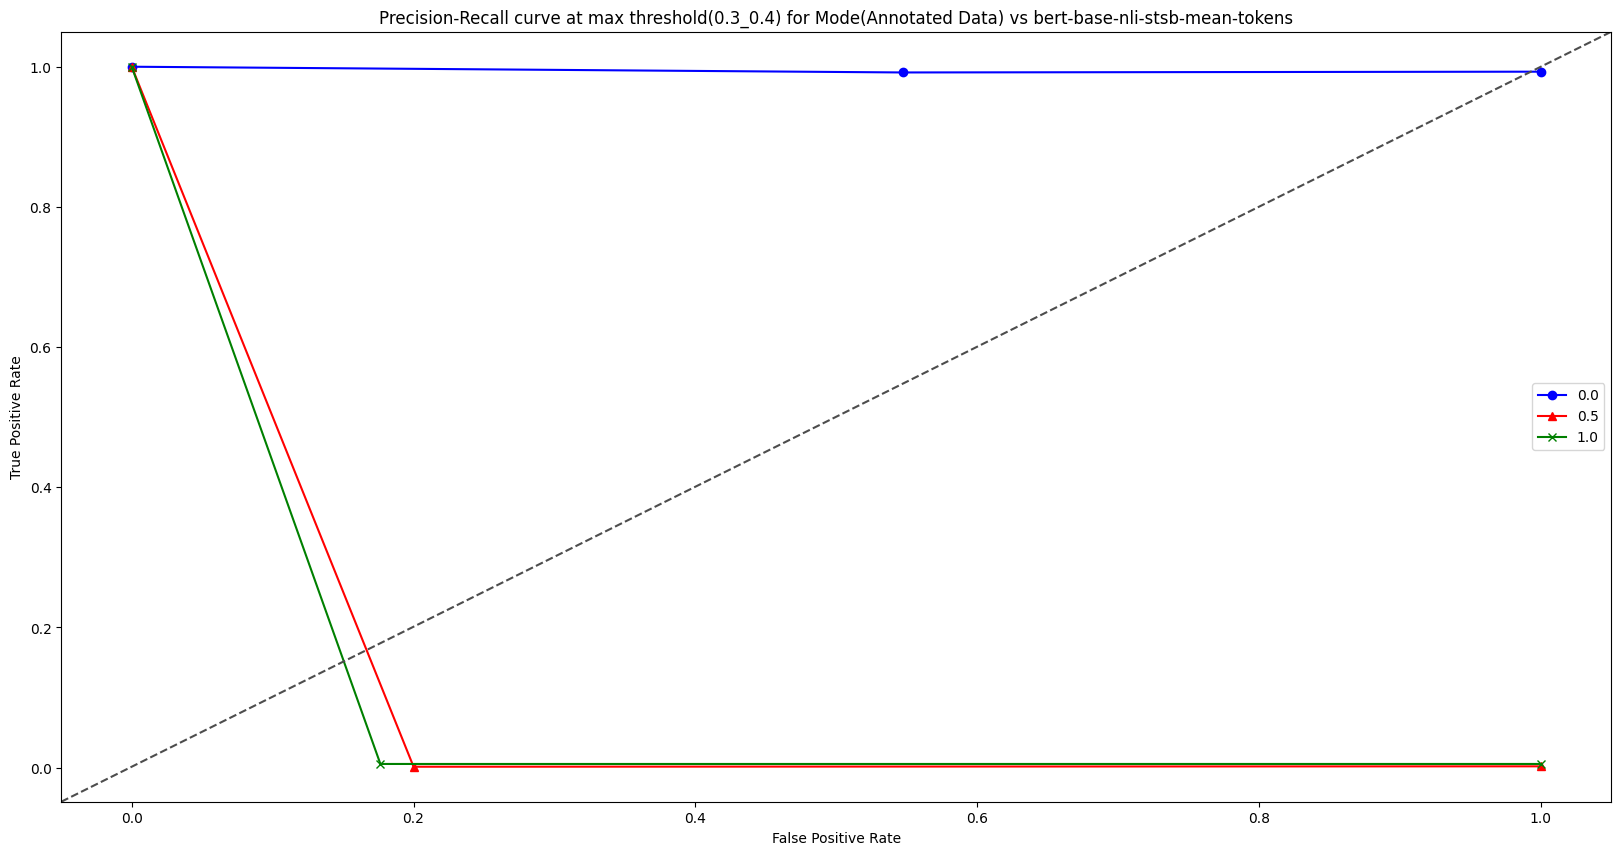 Precision-Recall curve at max threshold(0.3_0.4) for Mode(Annotated Data) vs bert-base-nli-stsb-mean-tokens
1.0
0.8
0.6
0.4
0.2
0.0
True Positive Rate
0.0
0.5
1.0
0.0 0.2 0.4 0.6 0.8 1.0
False Positive Rate